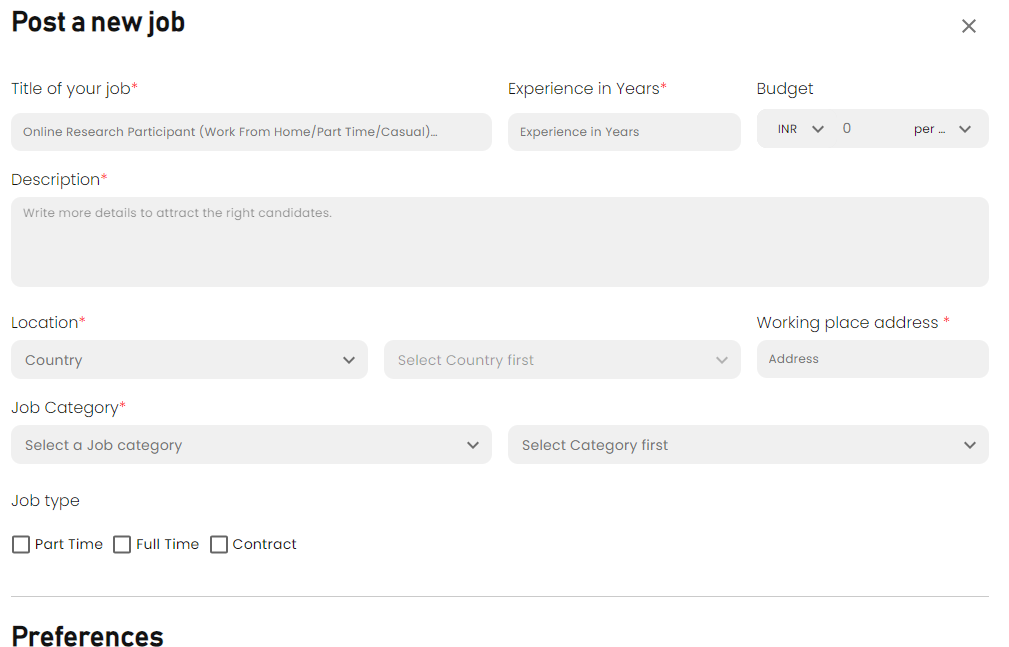 Post a new job
Title of your job*
Experience in Years*
Budget
Online Research Participant (Work From Home/Part Time/Casual)...
Experience in Years
INR
0
per ...
Description*
Write more details to attract the right candidates.
Location*
Working place address *
Country
Select Country first
Address
Job Category*
Select a Job category
Select Category first
Job type
Part Time
Full Time
Contract
Preferences